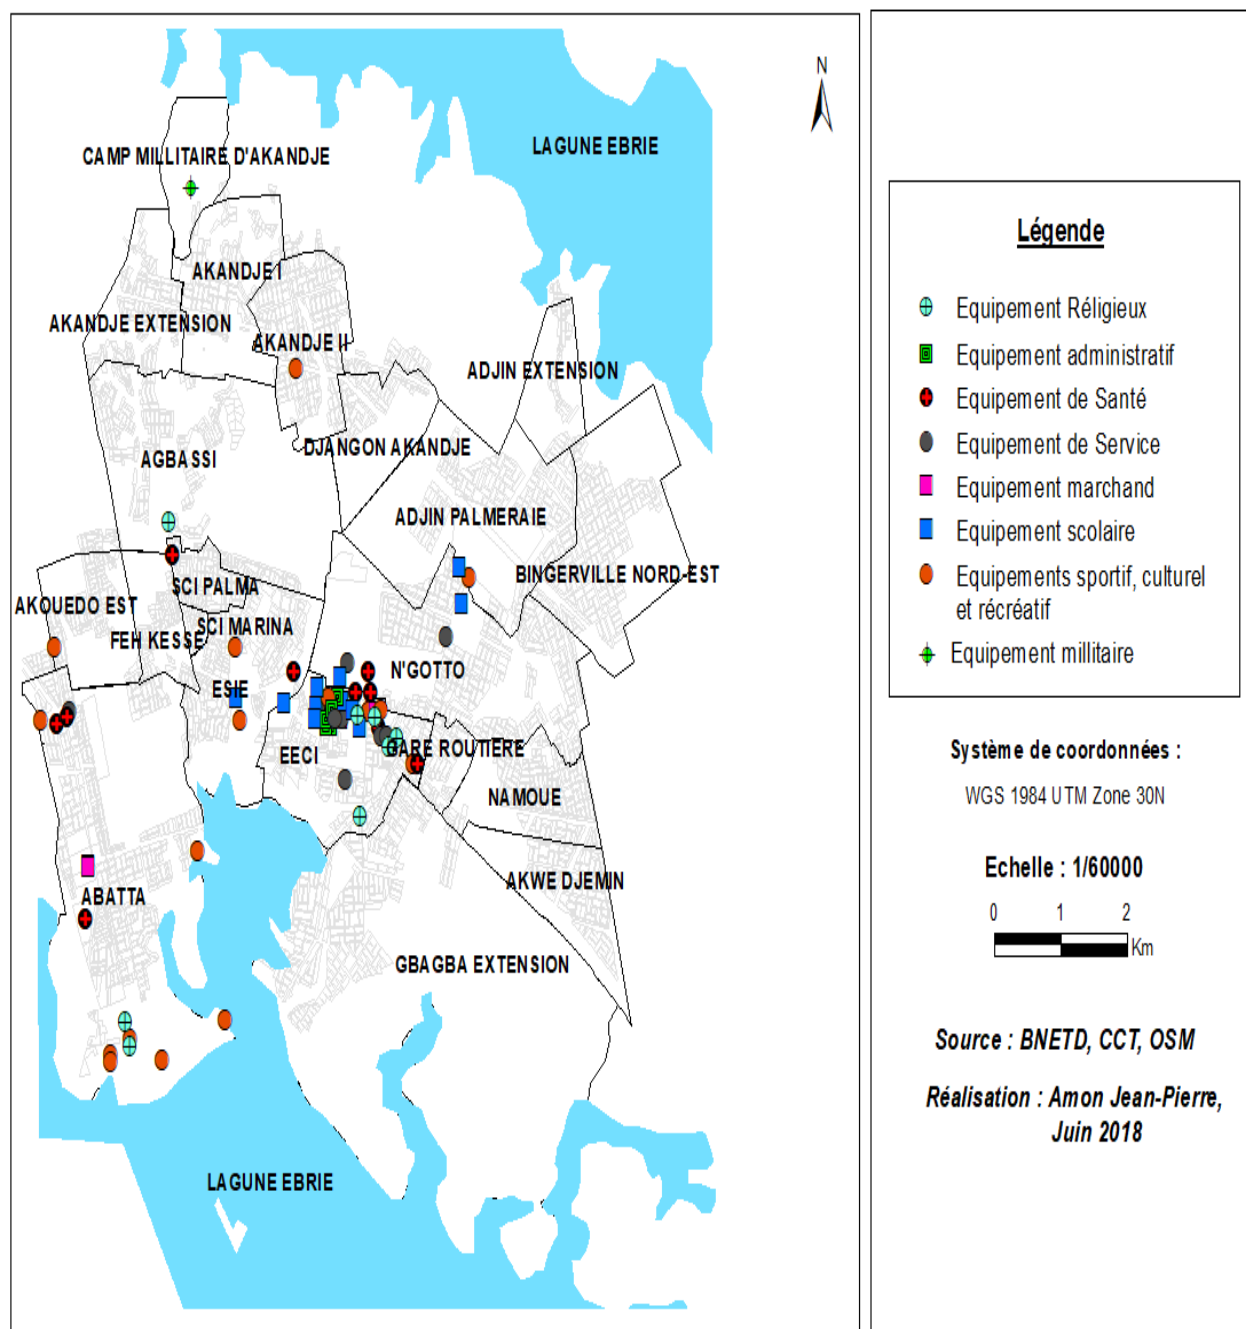 N
LAGUNE EBRIE
CAMP MILLITAIRE D'AKANDJE
AKANDJE I
AKANDJE EXTENSION
AKANDJE II
ADJIN EXTENSION
DJANGON AKANDJE
AGBASSI
ADJIN PALMERAIE
BINGERVILLE NORD-EST
SCI PALMA
AKOUEDO EST
SCI MARINA
FEH KESSE
N'GOTTO
ESIE
EECI
GARE ROUTIERE
NAMOUE
AKWE DJEMIN
ABATTA
GBAGBA EXTENSION
LAGUNE EBRIE
Légende
Equipement Réligieux
Equipement administratif
Equipement de Santé
Equipement de Service
Equipement marchand
Equipement scolaire
Equipements sportif, culturel
et récréatif
Equipement millitaire
Système de coordonnées :
WGS 1984 UTM Zone 30N
Echelle : 1/60000
0 1 2
Km
Source : BNETD, CCT, OSM
Réalisation : Amon Jean-Pierre,
Juin 2018